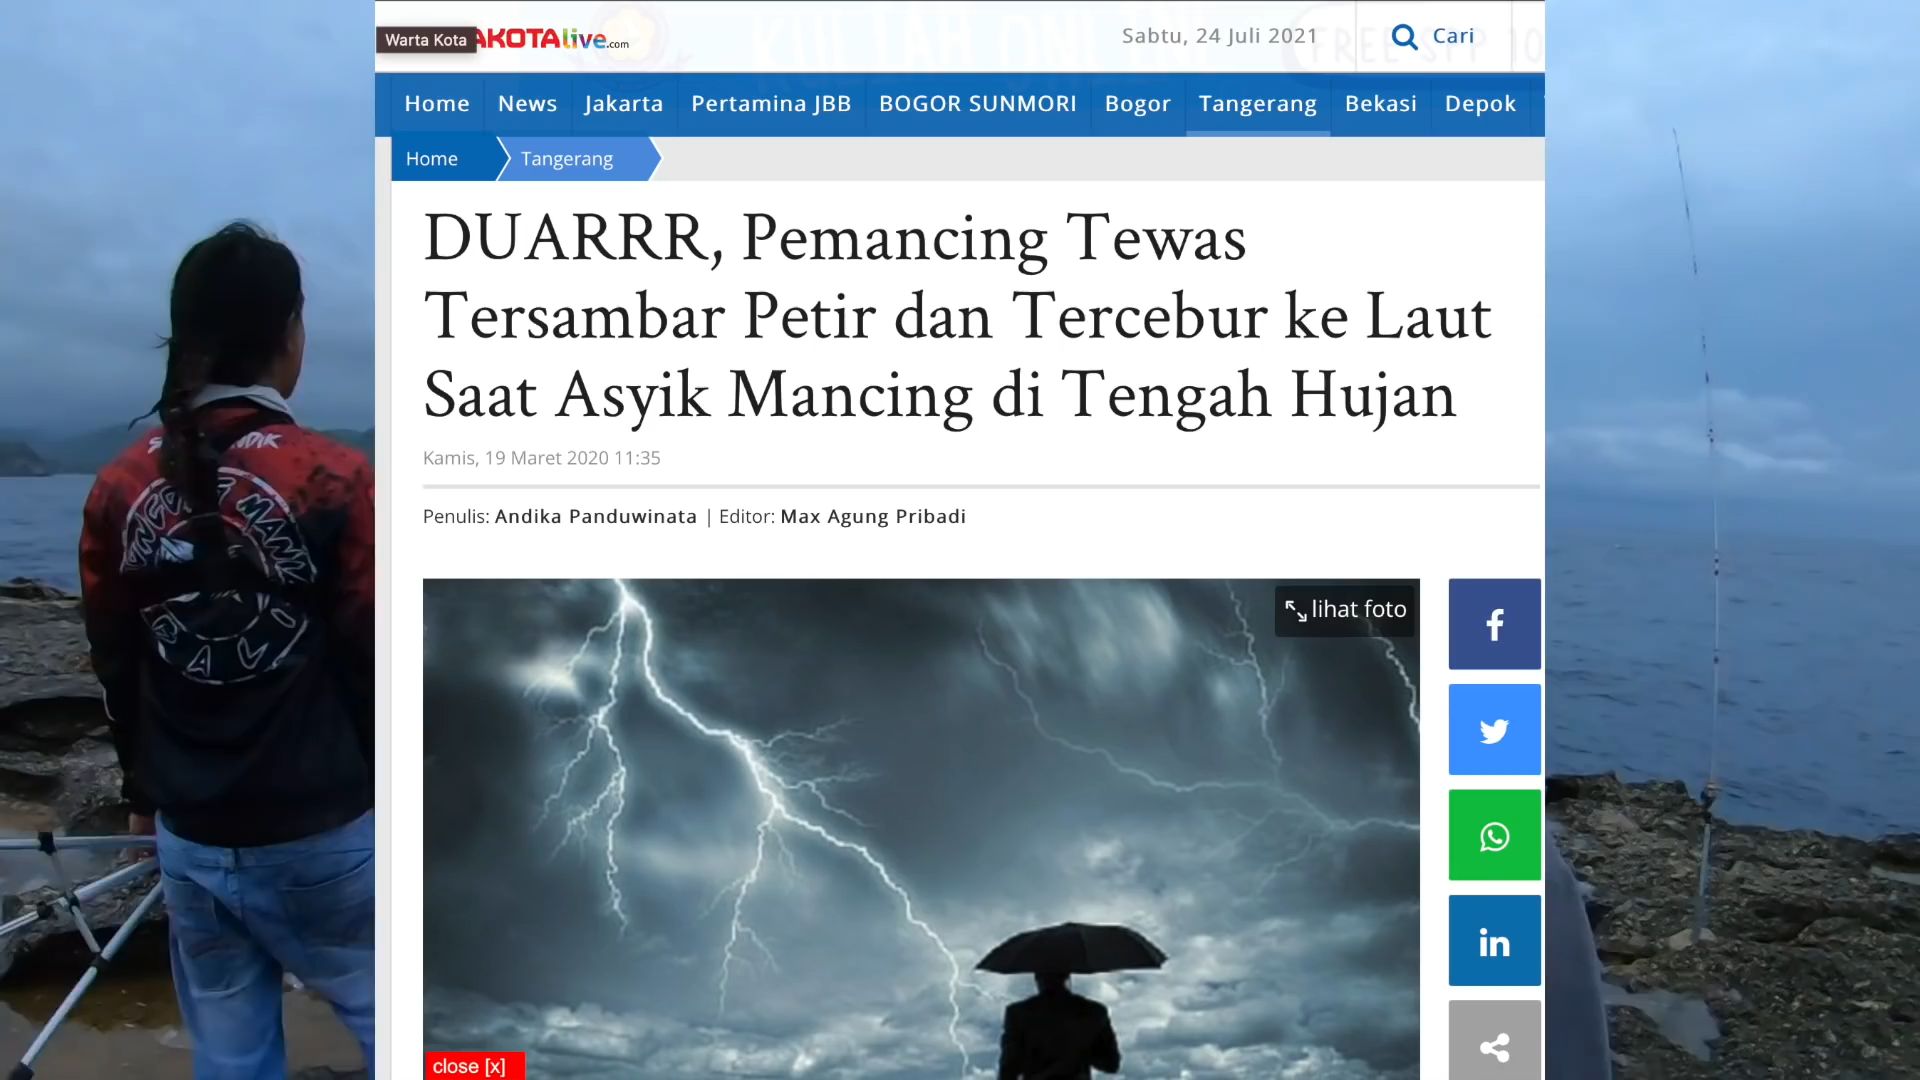 Warta Kota
AKOTAlive.com
Sabtu, 24 Juli 2021
Cari
Home News Jakarta Pertamina JBB BOGOR SUNMORI Bogor Tangerang Bekasi Depok
Home Tangerang
DUARRR, Pemancing Tewas
Tersambar Petir dan Tercebur ke Laut
Saat Asyik Mancing di Tengah Hujan
Kamis, 19 Maret 2020 11:35
Penulis: Andika Panduwinata | Editor: Max Agung Pribadi
lihat foto
close [x]